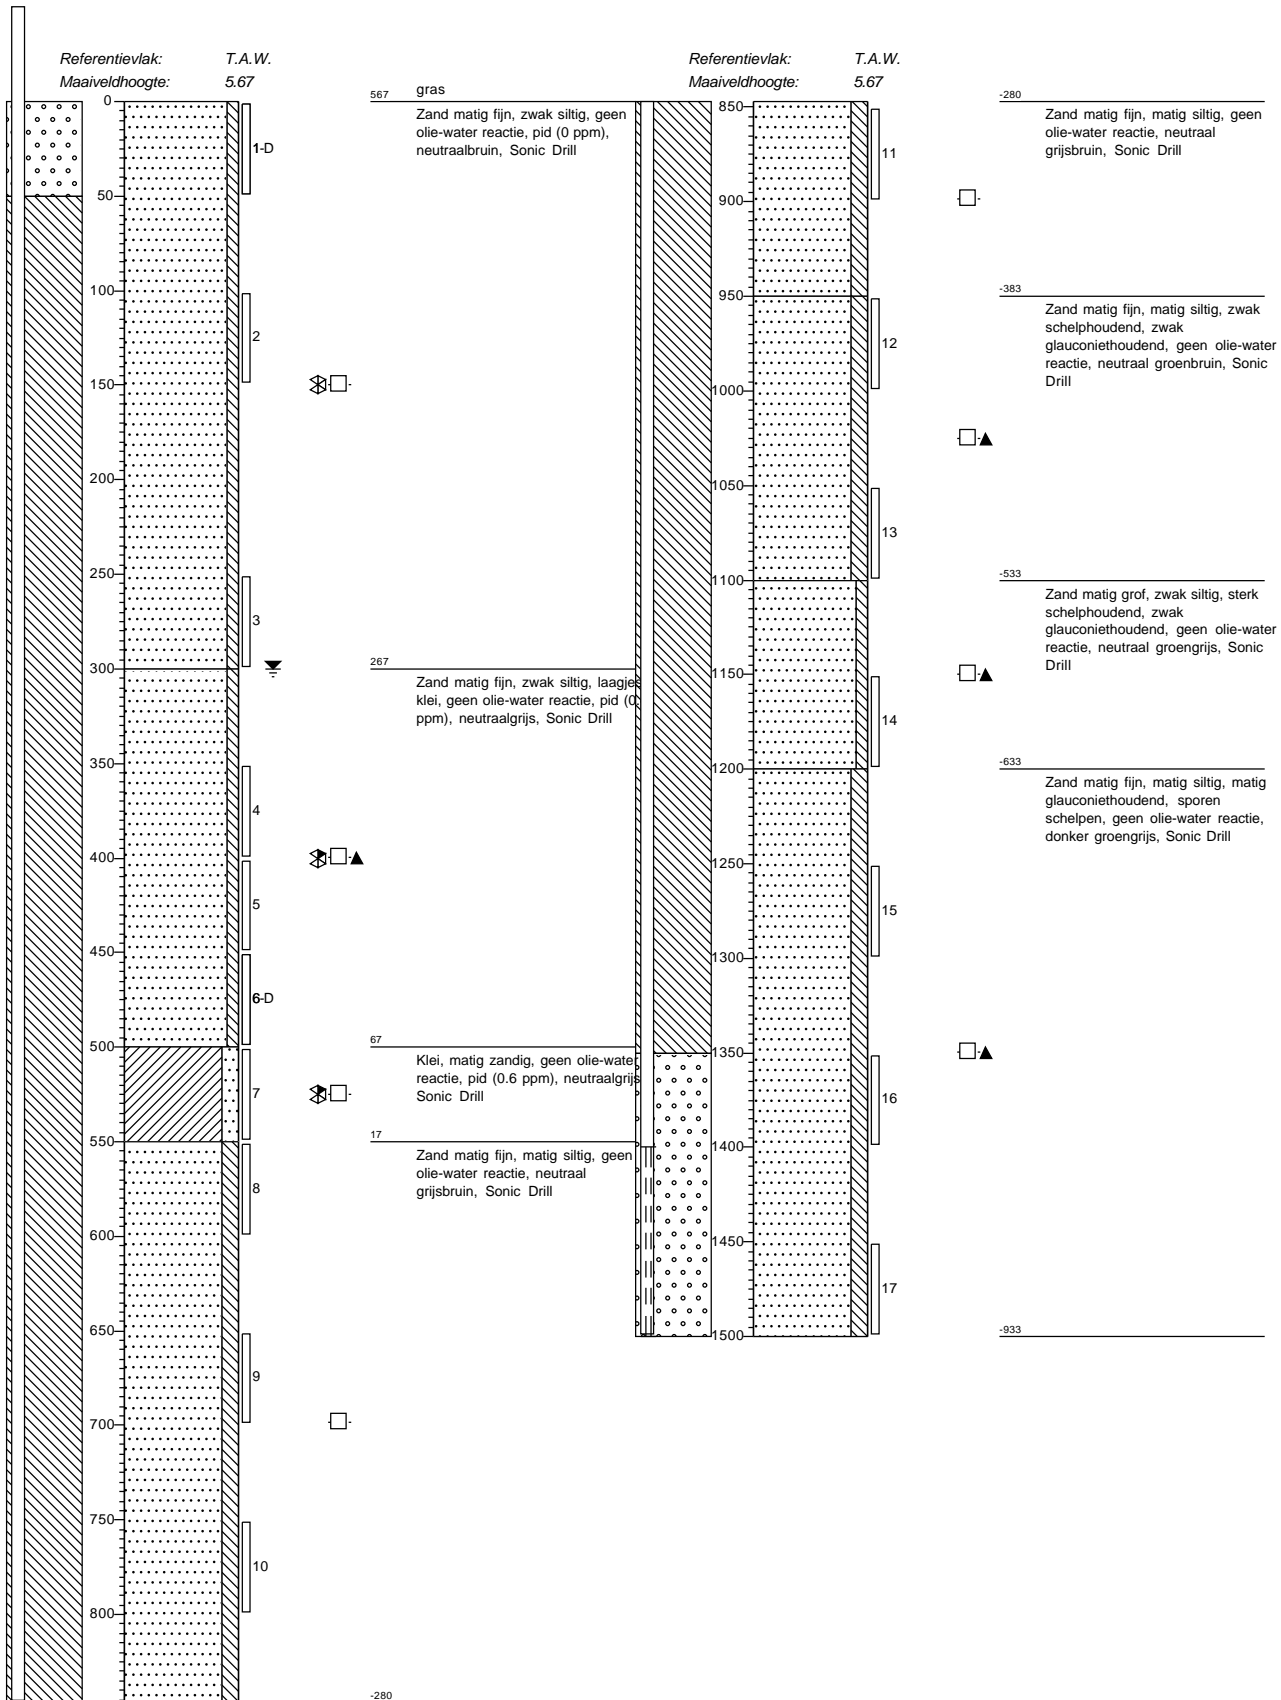 Referentievlak: T.A.W.
Maaiveldhoogte: 5.67
0
50
100
150
200
250
300
350
400
450
500
550
600
650
700
750
800
1-D
2
3
4
5
6-D
7
8
9
10
567 gras
Zand matig fijn, zwak siltig, geen
olie-water reactie, pid (0 ppm),
neutraalbruin, Sonic Drill
267
Zand matig fijn, zwak siltig, laagjes
klei, geen olie-water reactie, pid (0
ppm), neutraalgrijs, Sonic Drill
67
Klei, matig zandig, geen olie-water
reactie, pid (0.6 ppm), neutraalgrijs
Sonic Drill
17
Zand matig fijn, matig siltig, geen
olie-water reactie, neutraal
grijsbruin, Sonic Drill
-280
Referentievlak: T.A.W.
Maaiveldhoogte: 5.67
850
900
950
1000
1050
1100
1150
1200
1250
1300
1350
1400
1450
1500
11
12
13
14
15
16
17
-280
Zand matig fijn, matig siltig, geen
olie-water reactie, neutraal
grijsbruin, Sonic Drill
-383
Zand matig fijn, matig siltig, zwak
schelphoudend, zwak
glauconiethoudend, geen olie-water
reactie, neutraal groenbruin, Sonic
Drill
-533
Zand matig grof, zwak siltig, sterk
schelphoudend, zwak
glauconiethoudend, geen olie-water
reactie, neutraal groengrijs, Sonic
Drill
-633
Zand matig fijn, matig siltig, matig
glauconiethoudend, sporen
schelpen, geen olie-water reactie,
donker groengrijs, Sonic Drill
-933